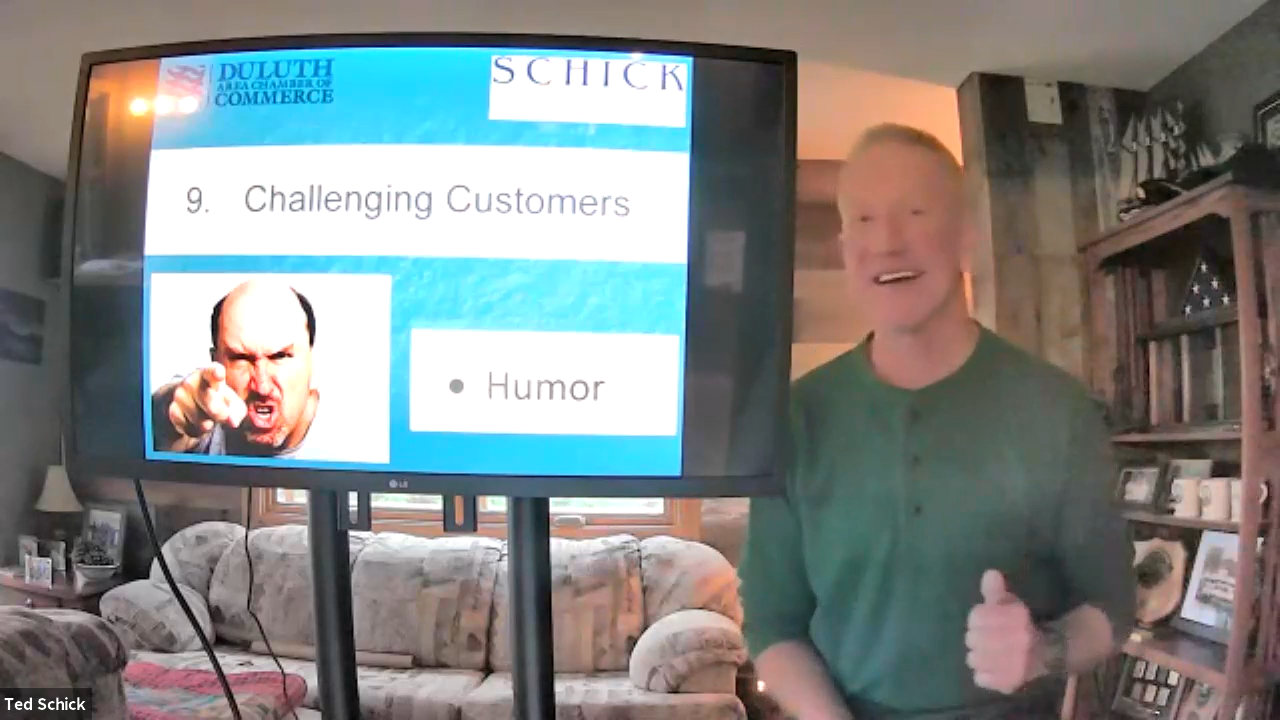 DULUTH
AREA CHAMBER OF
COMMERCE
SCHICK
9. Challenging Customers
• Humor
LG
Ted Schick